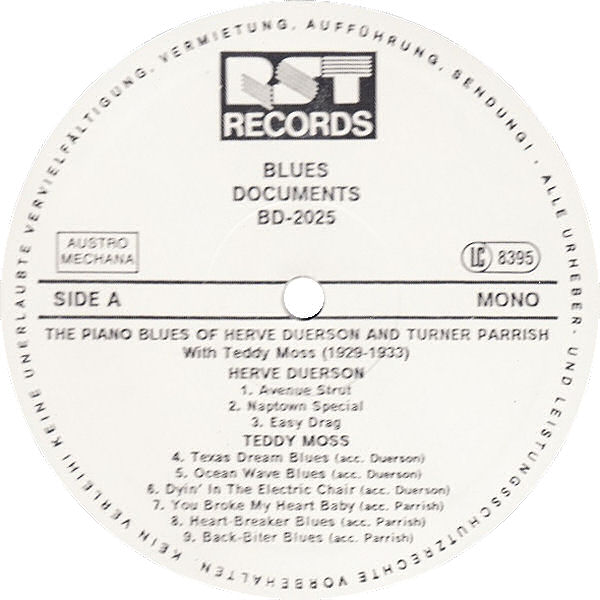 RST
RECORDS
BLUES
DOCUMENTS
BD-2025
AUSTRO
MECHANA
LC 8395
SIDE A
MONO
THE PIANO BLUES OF HERVE DUERSON AND TURNER PARRISH
With Teddy Moss (1929-1933)
HERVE DUERSON
1. Avenue Strut
2. Naptown Special
3. Easy Drag
TEDDY MOSS
4. Texas Dream Blues (acc. Duerson)
5. Ocean Wave Blues (acc. Duerson)
6. Dyin' In The Electric Chair (acc. Duerson)
7. You Broke My Heart Baby (acc. Parrish)
8. Heart-Breaker Blues (acc. Parrish)
9. Back-Biter Blues (acc. Parrish)
ALLE URHEBER- UND LEISTUNGSSCHUTZRECHTE VORBEHALTEN. KEIN VERLEIH! KEINE UNERLAUBTE VERVIELFÄLTIGUNG, VERMIETUNG, AUFFÜHRUNG, SENDUNG! ·